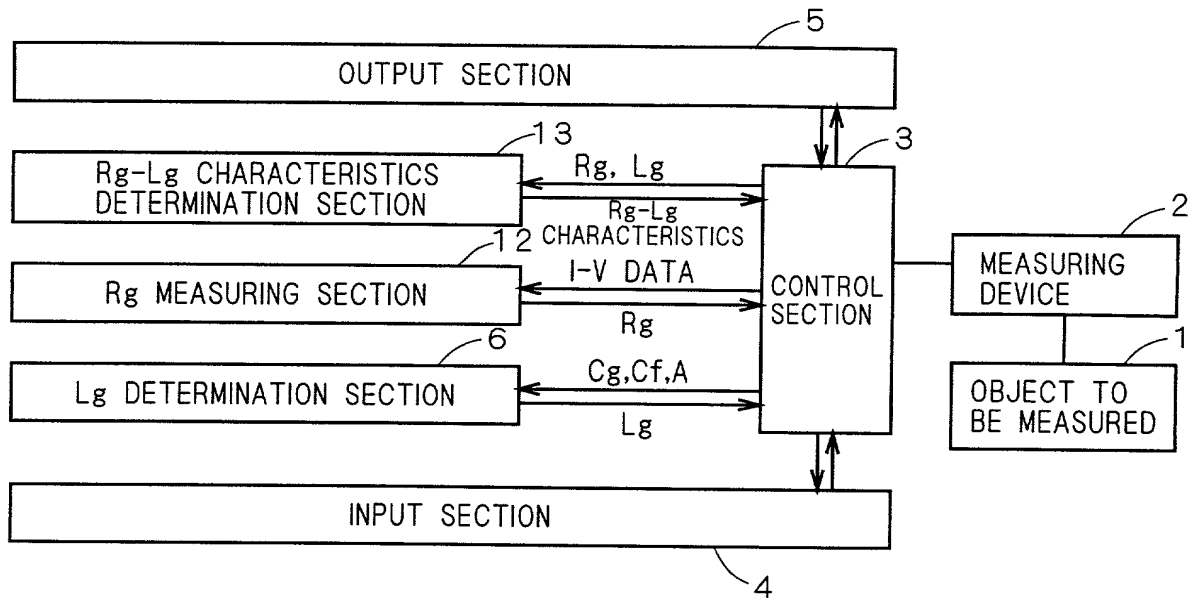 5
OUTPUT SECTION
13
3
Rg-Lg CHARACTERISTICS
DETERMINATION SECTION
Rg, Lg
Rg-Lg
CHARACTERISTICS
2
12
Rg MEASURING SECTION
I-V DATA
Rg
CONTROL
SECTION
MEASURING
DEVICE
6
1
Lg DETERMINATION SECTION
Cg,Cf,A
Lg
OBJECT TO
BE MEASURED
INPUT SECTION
4